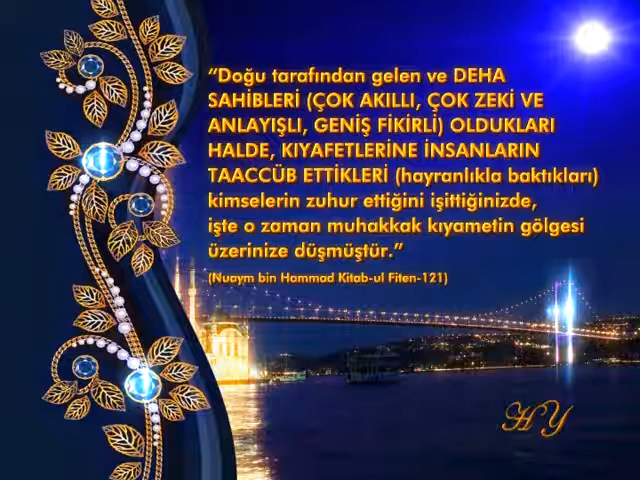 “Doğu tarafından gelen ve DEHA
SAHİBLERİ (ÇOK AKILLI, ÇOK ZEKİ VE
ANLAYIŞLI, GENİŞ FİKİRLİ) OLDUKLARI
HALDE, KIYAFETLERİNE İNSANLARIN
TAACCÜB ETTİKLERİ (hayranlıkla baktıkları)
kimselerin zuhur ettiğini işittiğinizde,
işte o zaman muhakkak kıyametin gölgesi
üzerinize düşmüştür.”
(Nuaym bin Hammad Kitab-ul Fiten-121)
HY